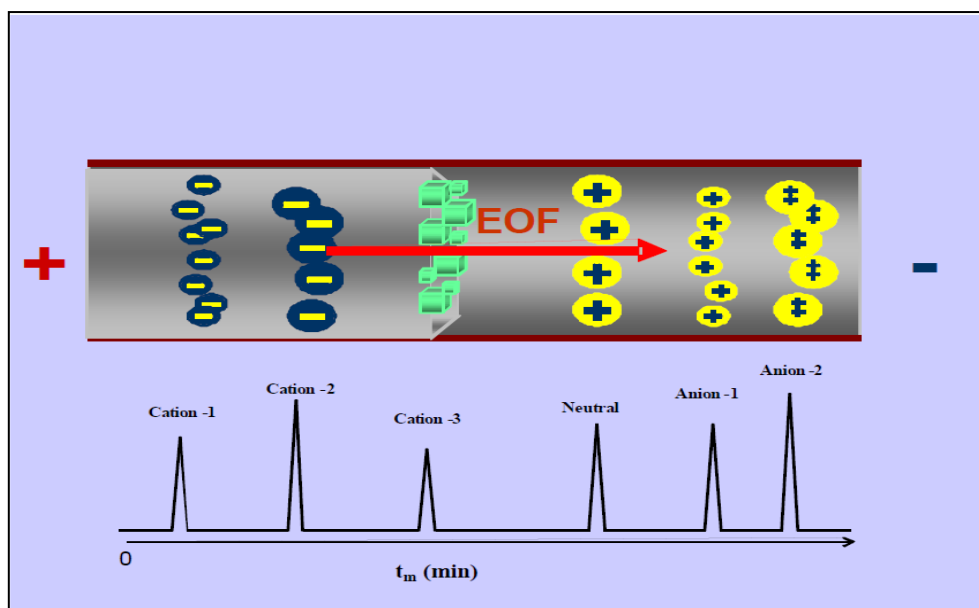 EOF
+
-
Cation -1
Cation -2
Cation -3
Neutral
Anion -1
Anion -2
0
tm (min)